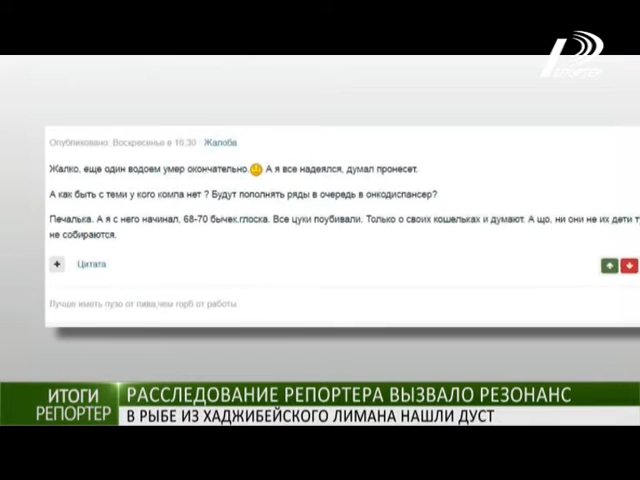 РЕПОРТЕР
Опубликовано: Воскресенье в 16:30 Жалоба
Жалко, еще один водоем умер окончательно. А я все надеялся, думал пронесет.
А как быть с теми у кого компа нет ? Будут пополнять ряды в очередь в онкодиспансер?
Печалька. А я с него начинал, 68-70 бычек.глоска. Все цуки поубивали. Только о своих кошельках и думают. А що, ни они не их дети т
не собираются.
+ Цитата
Лучше иметь пузо от пива,чем горб от работы
ИТОГИ
РЕПОРТЕР
РАССЛЕДОВАНИЕ РЕПОРТЕРА ВЫЗВАЛО РЕЗОНАНС
В РЫБЕ ИЗ ХАДЖИБЕЙСКОГО ЛИМАНА НАШЛИ ДУСТ